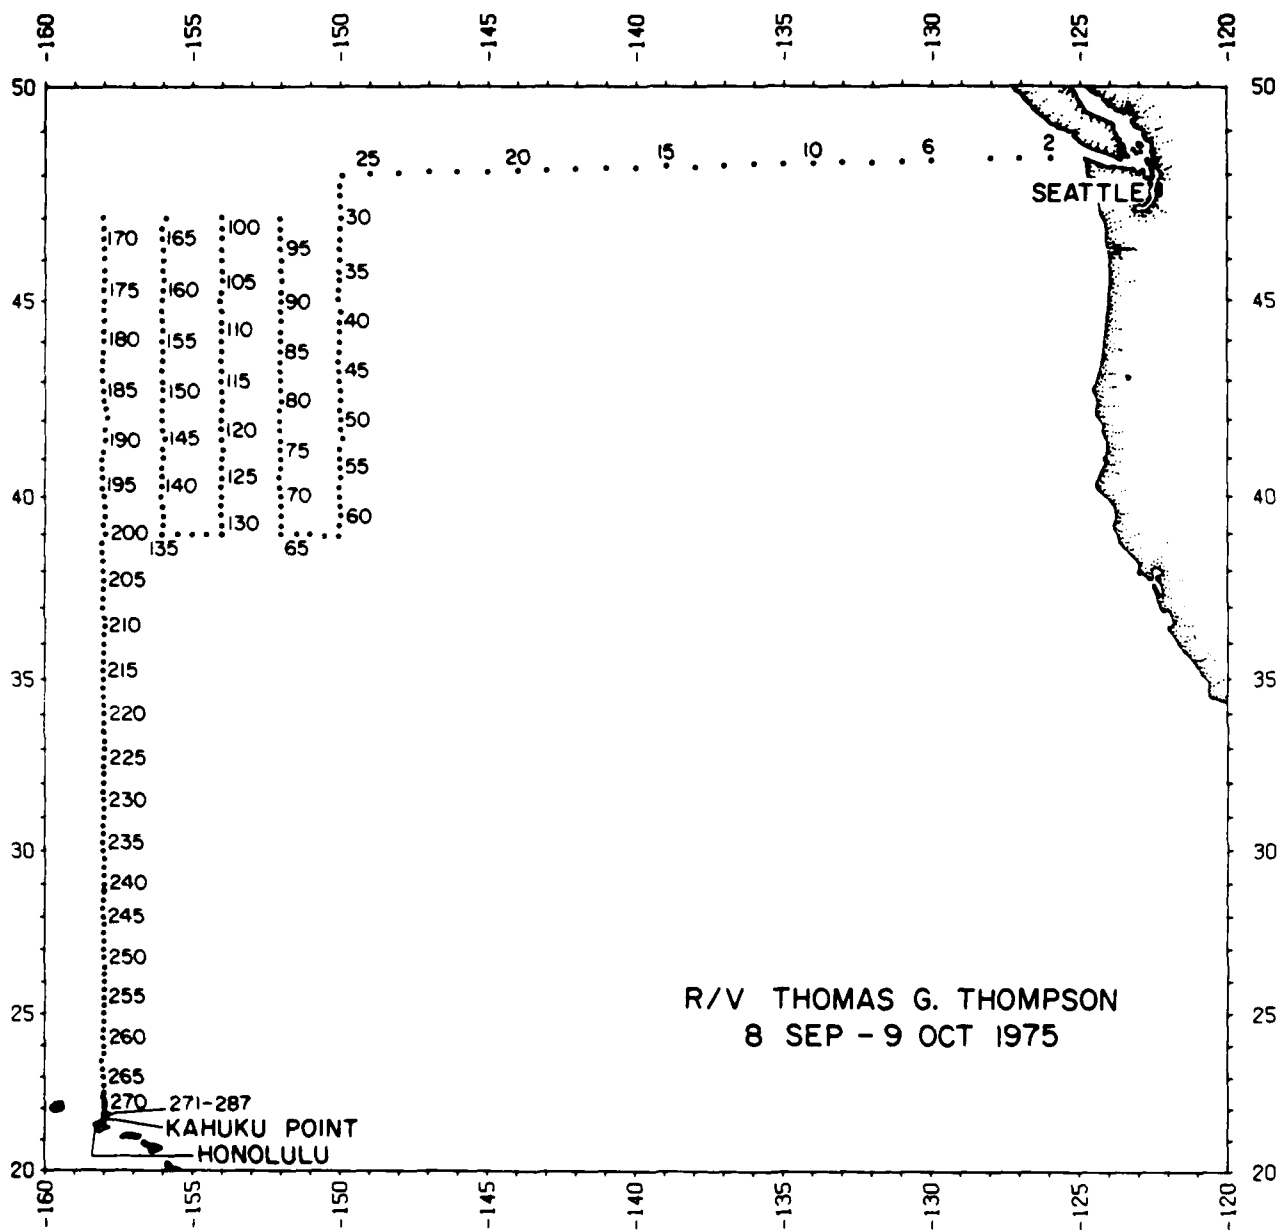 -160 -155 -150 -145 -140 -135 -130 -125 -120
50 50
25 20 15 10 6 2
SEATTLE
30
170 165 100 95
35
175 160 105 90
45 45
40
180 155 110 85
45
185 150 115 80
50
190 145 120 75
55
195 140 125 70
40 40
60
200 130
135 65
205
210
215
35 35
220
225
230
235
30 30
240
245
250
255
R/V THOMAS G. THOMPSON
25 25
8 SEP - 9 OCT 1975
260
265
270
271-287
KAHUKU POINT
HONOLULU
20 20
-160 -155 -150 -145 -140 -135 -130 -125 -120